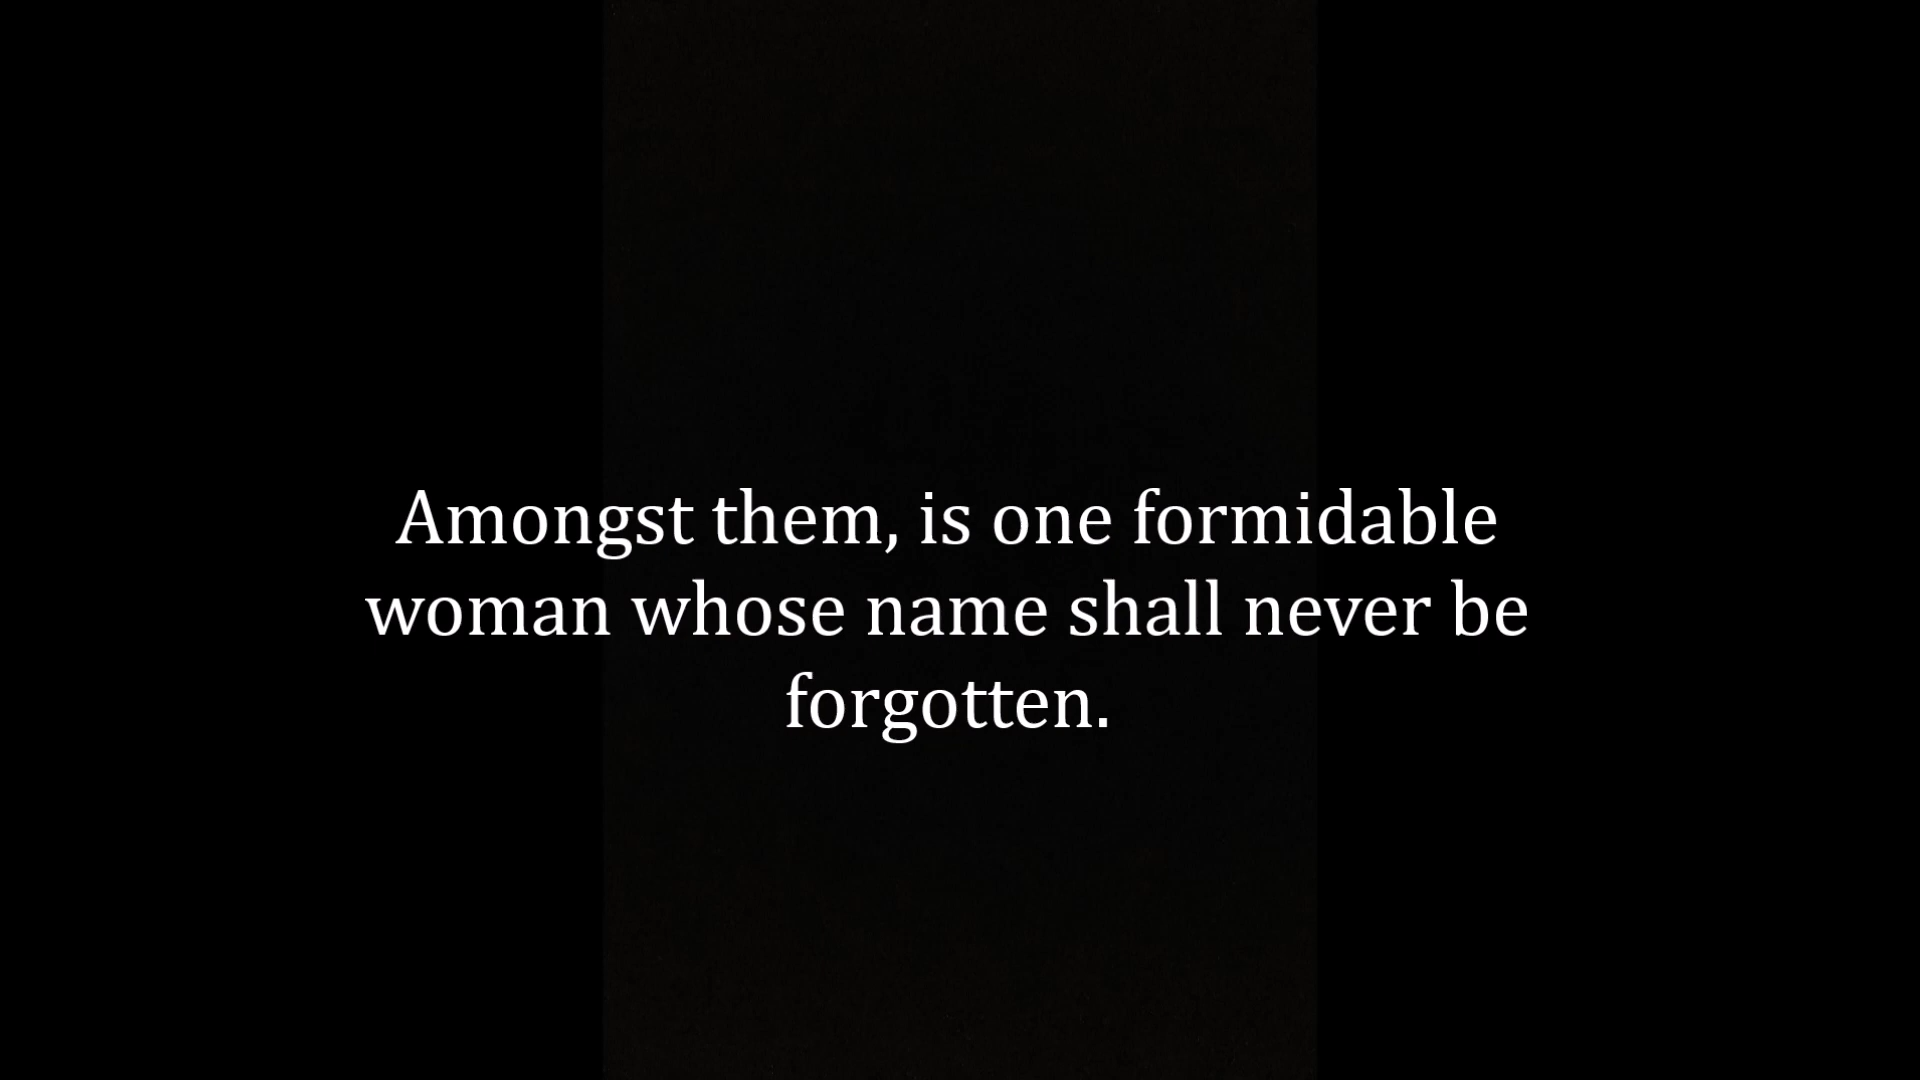 Amongst them, is one formidable
woman whose name shall never be
forgotten.